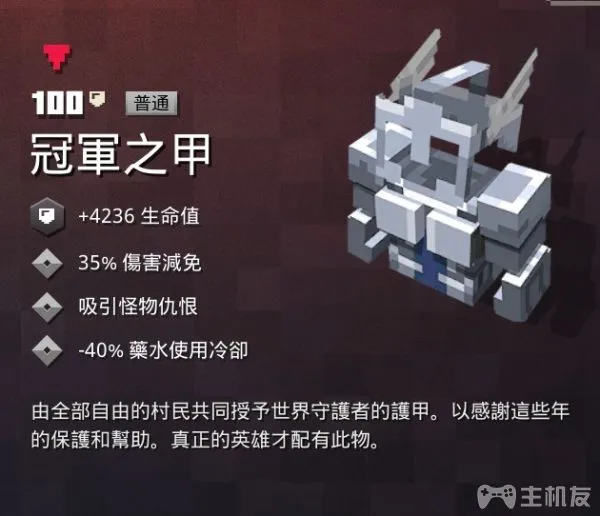 100
普通
冠軍之甲
+4236 生命值
35% 傷害減免
吸引怪物仇恨
-40% 藥水使用冷卻
由全部自由的村民共同授予世界守護者的護甲。以感謝這些年
的保護和幫助。真正的英雄才配有此物。
主机友